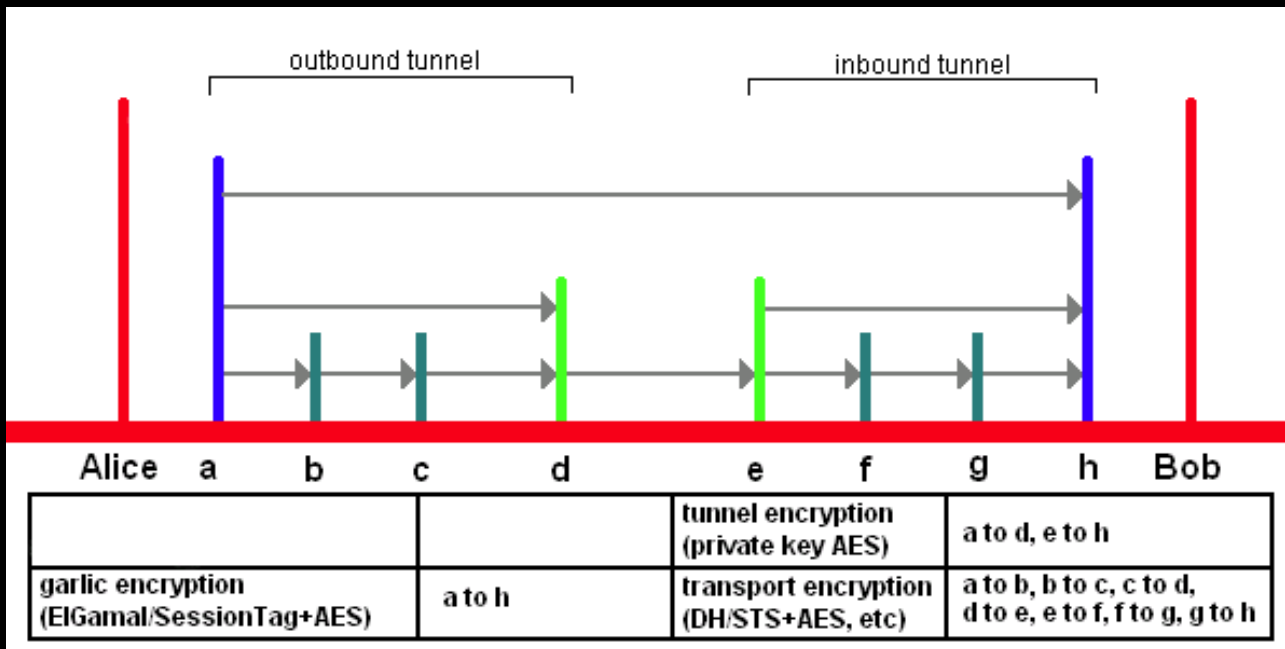 outbound tunnel
inbound tunnel
Alice a b c d e f g h Bob
tunnel encryption
(private key AES)
a to d, e to h
garlic encryption
(ElGamal/SessionTag+AES)
a to h
transport encryption
(DH/STS+AES, etc)
a to b, b to c, c to d,
d to e, e to f, f to g, g to h